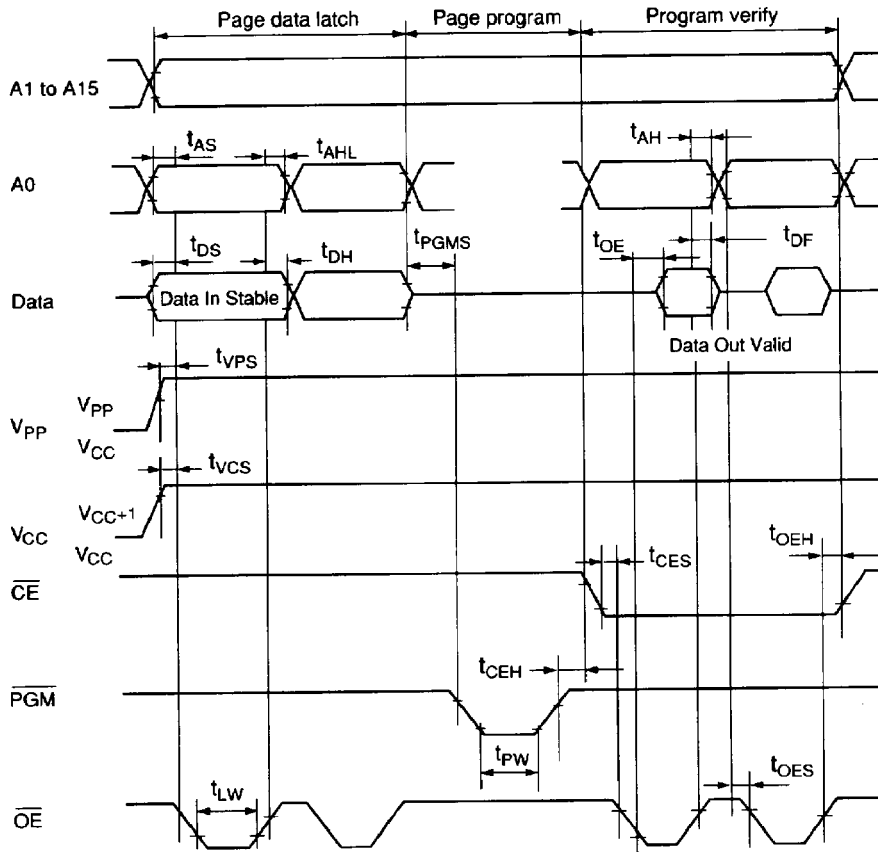 Page data latch Page program Program verify
A1 to A15
tAS tAHL tAH
A0
tDS tDH tPGMS tOE tDF
Data Data In Stable
Data Out Valid
tVPS
VPP VPP
VCC
tVCS
VCC VCC+1
VCC
tCES tOEH
CE
tCEH
PGM
tPW
tLW tOES
OE